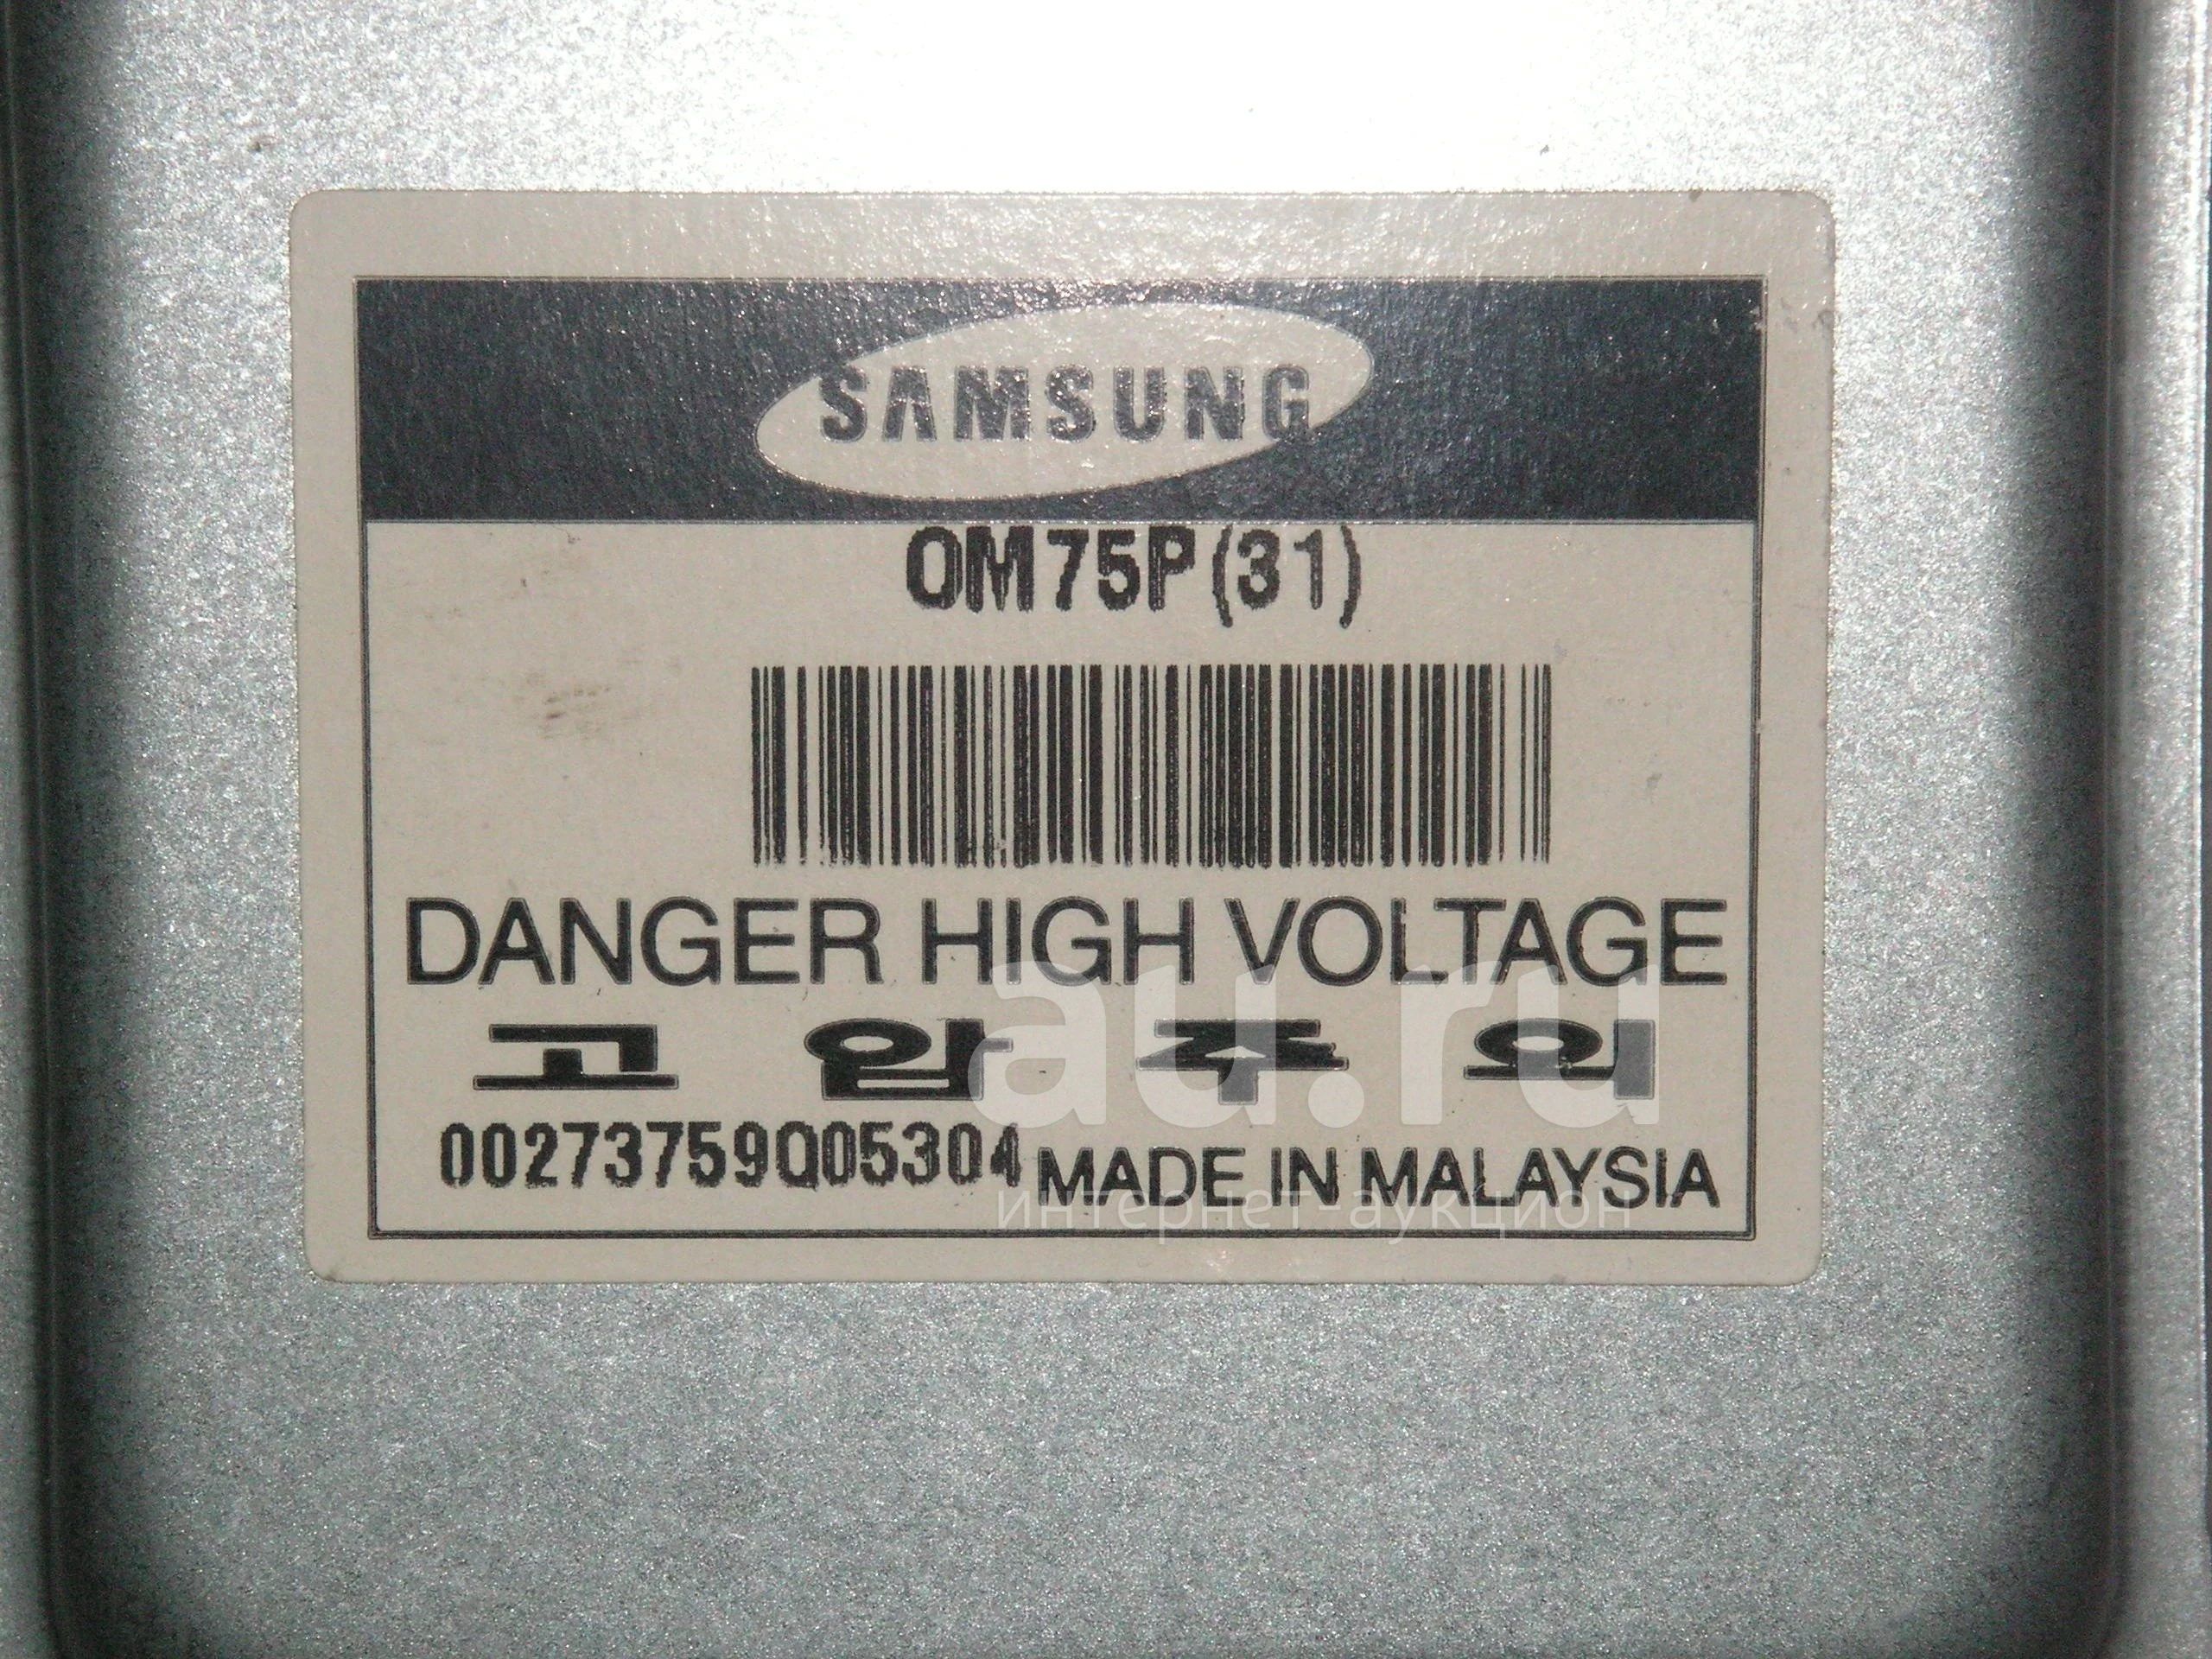 SAMSUNG
OM75P(31)
DANGER HIGH VOLTAGE
고 압 주 의
00273759Q05304 MADE IN MALAYSIA
au.ru
интернет-аукцион